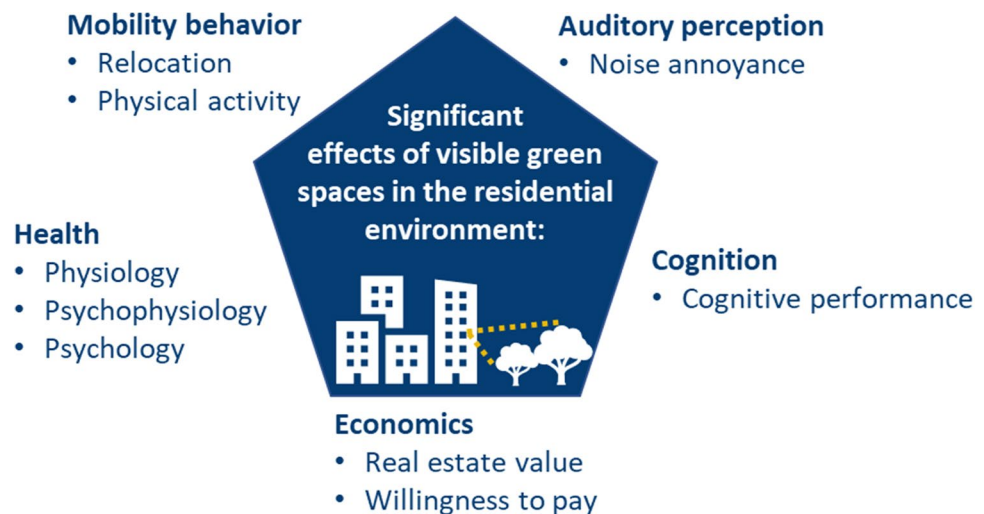 Mobility behavior
• Relocation
• Physical activity
Auditory perception
• Noise annoyance
Significant
effects of visible green
spaces in the residential
environment:
Health
• Physiology
• Psychophysiology
• Psychology
Cognition
• Cognitive performance
Economics
• Real estate value
• Willingness to pay